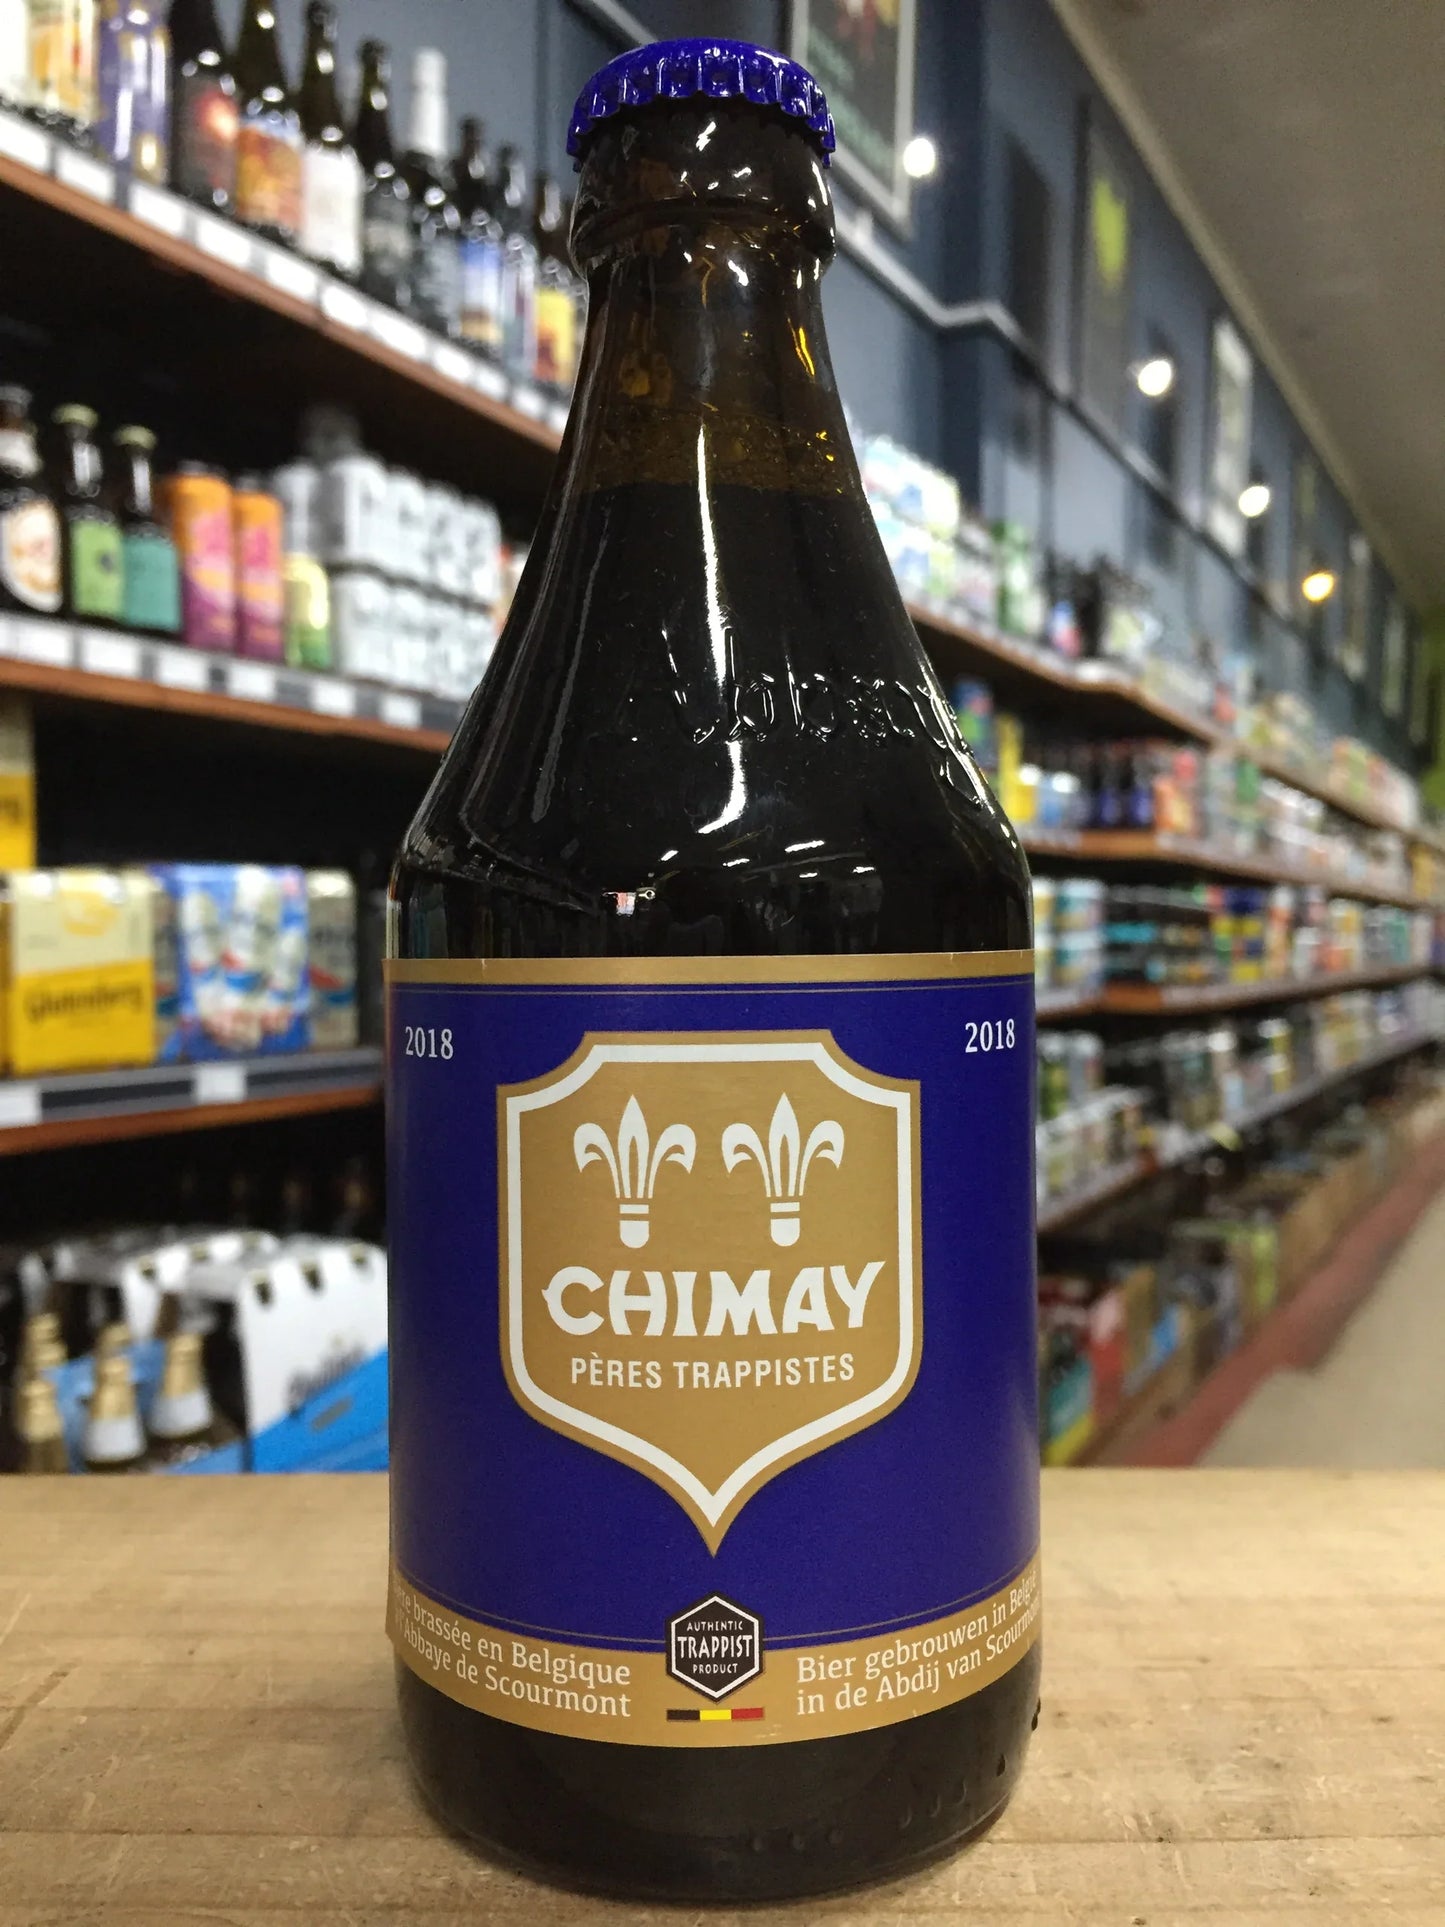 2018
2018
CHIMAY
PÈRES TRAPPISTES
brassée en Belgique
l'Abbaye de Scourmont
AUTHENTIC
TRAPPIST
PRODUCT
Bier gebrouwen in België
in de Abdij van Scourmont
Glutenberg